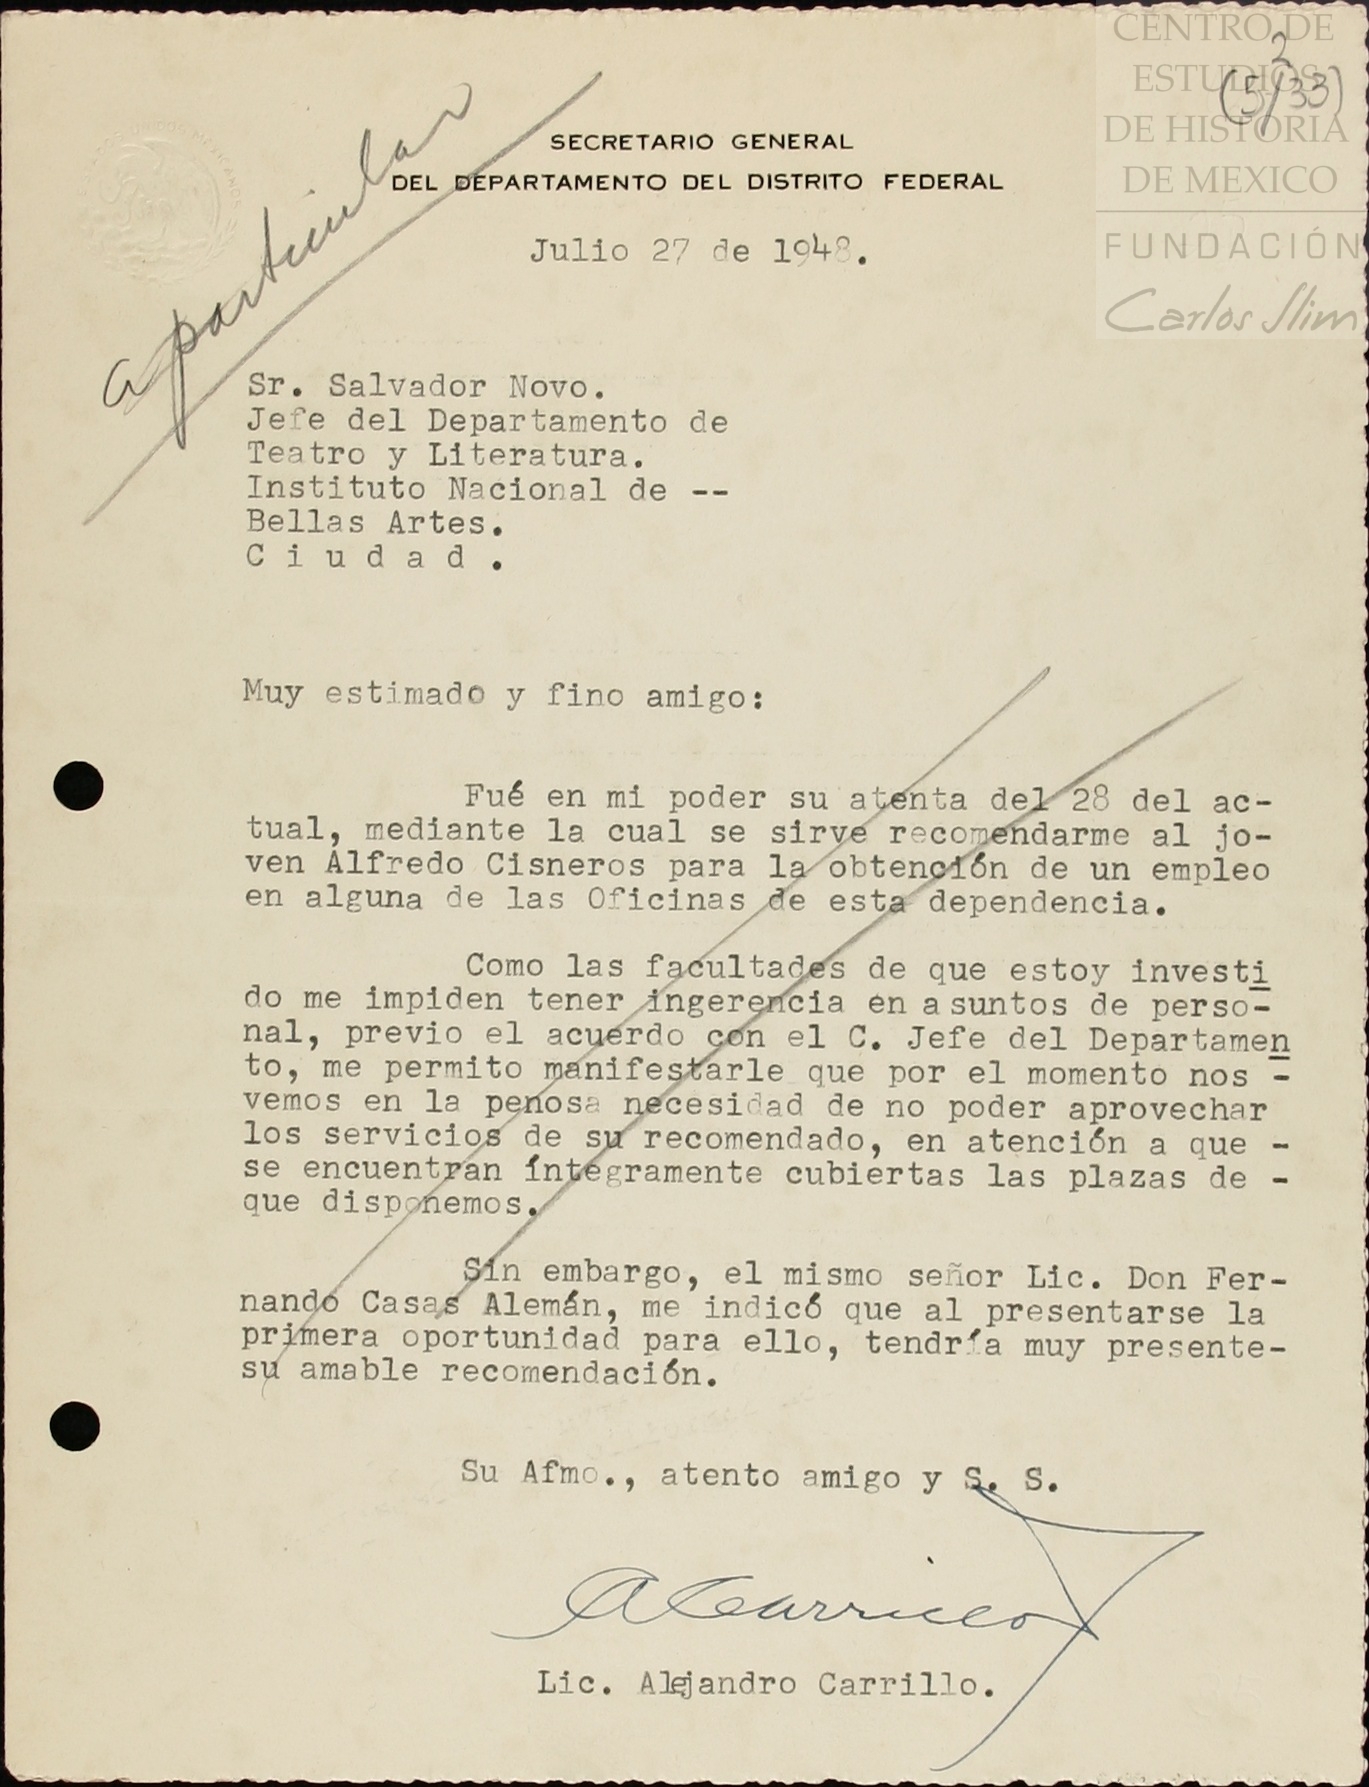 CENTRO DE
ESTUDIOS
DE HISTORIA
DE MEXICO
FUNDACIÓN
Carlos Slim
2
(5/33)
a particular
SECRETARIO GENERAL
DEL DEPARTAMENTO DEL DISTRITO FEDERAL
Julio 27 de 1948.
Sr. Salvador Novo.
Jefe del Departamento de
Teatro y Literatura.
Instituto Nacional de --
Bellas Artes.
C i u d a d .
Muy estimado y fino amigo:
Fué en mi poder su atenta del 28 del ac-
tual, mediante la cual se sirve recomendarme al jo-
ven Alfredo Cisneros para la obtención de un empleo
en alguna de las Oficinas de esta dependencia.
Como las facultades de que estoy investi
do me impiden tener ingerencia en asuntos de perso-
nal, previo el acuerdo con el C. Jefe del Departamen
to, me permito manifestarle que por el momento nos -
vemos en la penosa necesidad de no poder aprovechar
los servicios de su recomendado, en atención a que -
se encuentran íntegramente cubiertas las plazas de -
que disponemos.
Sin embargo, el mismo señor Lic. Don Fer-
nando Casas Alemán, me indicó que al presentarse la
primera oportunidad para ello, tendría muy presente-
su amable recomendación.
Su Afmo., atento amigo y S. S.
ACarrillo
Lic. Alejandro Carrillo.